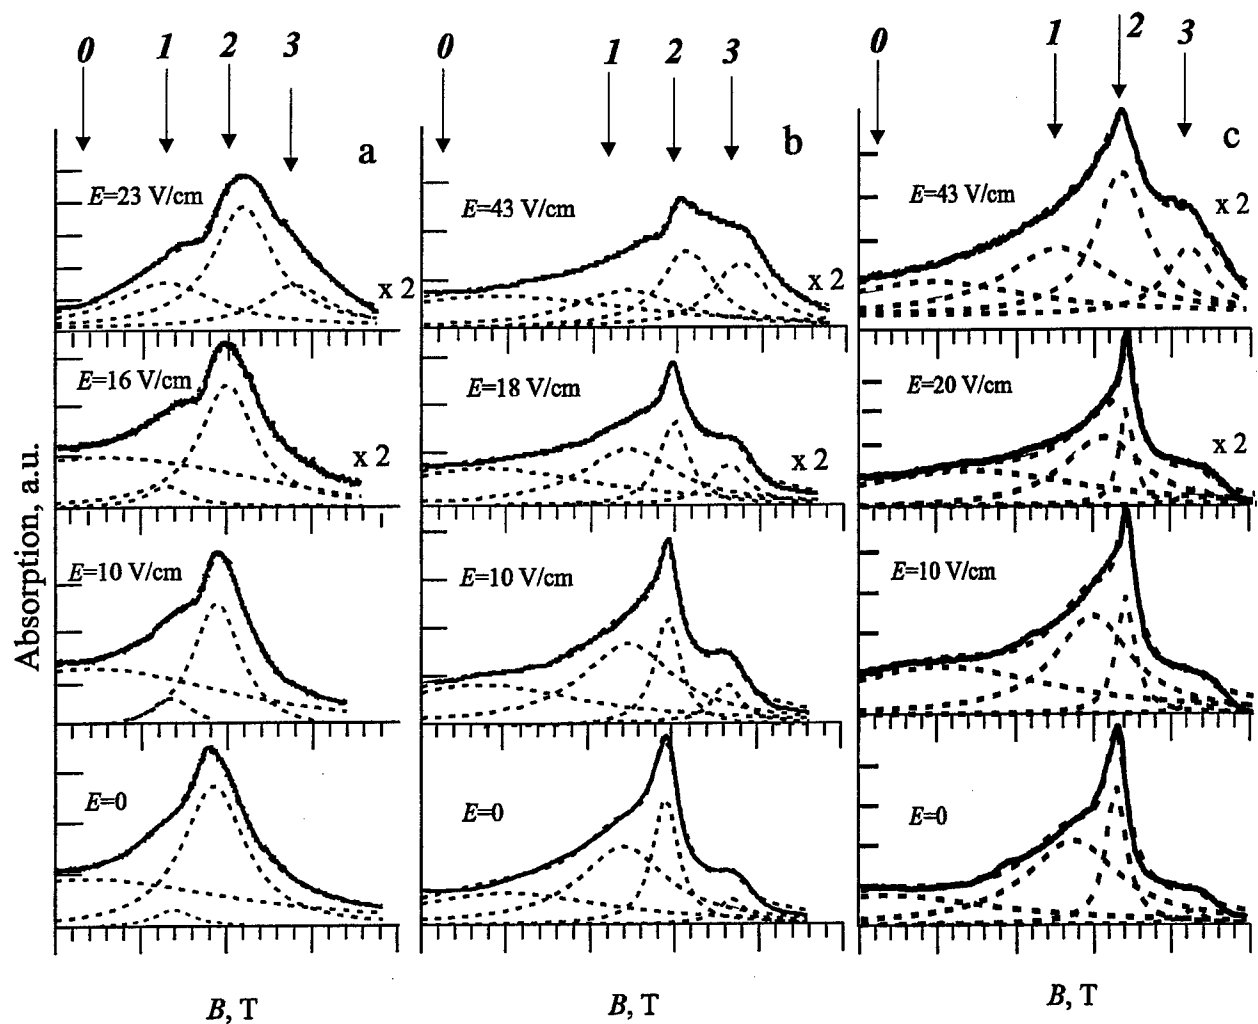 0 1 2 3
a
E=23 V/cm
x 2
E=16 V/cm
x 2
E=10 V/cm
E=0
0 1 2 3
b
E=43 V/cm
x 2
E=18 V/cm
x 2
E=10 V/cm
E=0
0 1 2 3
c
E=43 V/cm
x 2
E=20 V/cm
x 2
E=10 V/cm
E=0
Absorption, a.u.
B, T
B, T
B, T